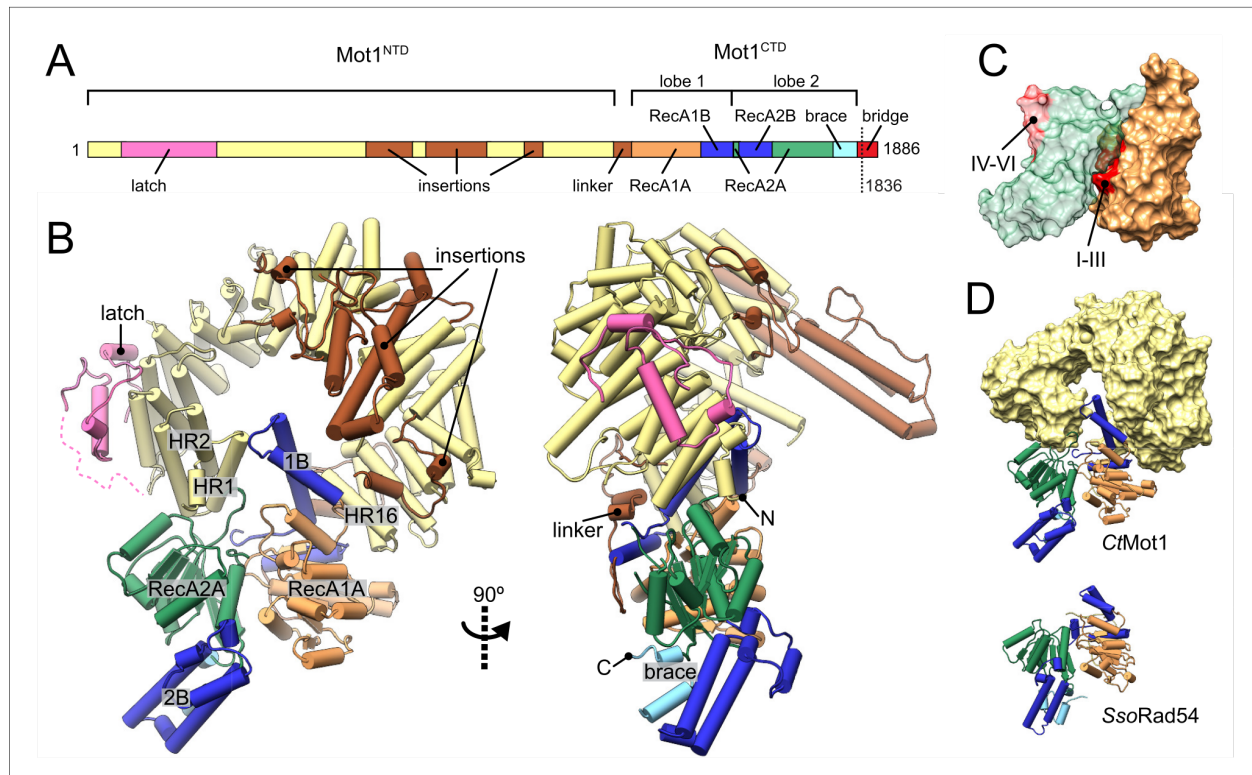 A
Mot1NTD
Mot1CTD
lobe 1
lobe 2
RecA1B
RecA2B
brace
bridge
1
1886
latch
insertions
linker
RecA1A
RecA2A
1836
B
latch
insertions
HR2
HR1
1B
HR16
RecA2A
RecA1A
2B
90º
linker
N
C
brace
C
IV-VI
I-III
D
CtMot1
SsoRad54